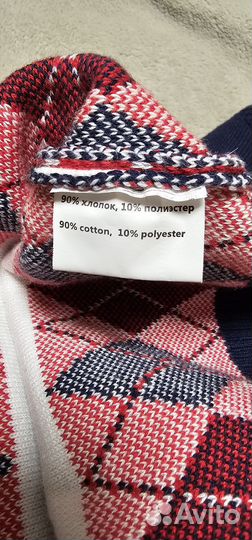 90% хлопок, 10% полиэстер
90% cotton, 10% polyester
Avito